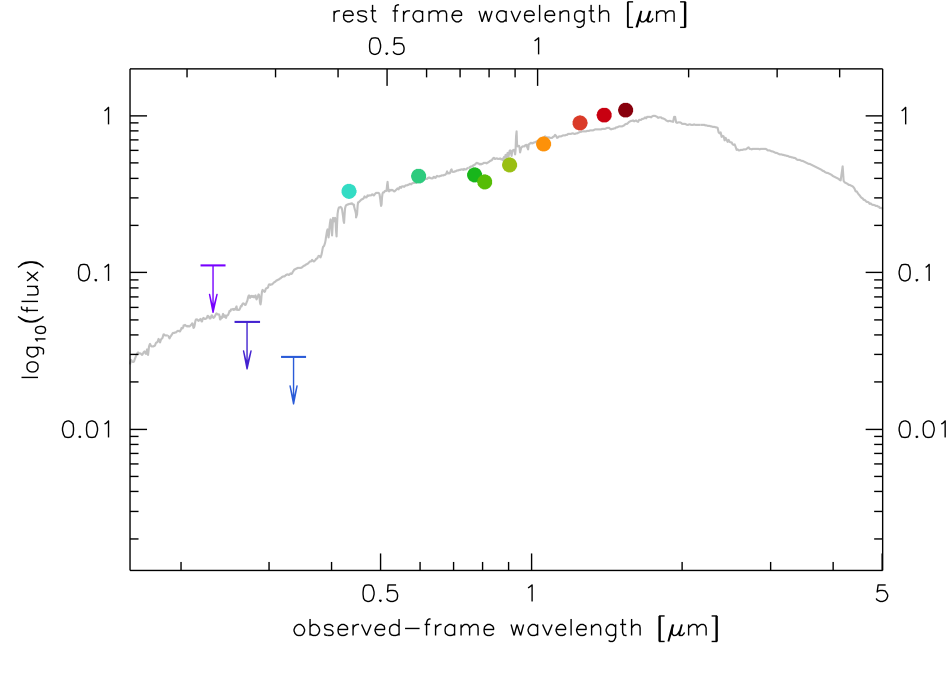 rest frame wavelength [μm]
0.5 1
1 1
0.1 0.1
0.01 0.01
log10(flux)
0.5 1 5
observed-frame wavelength [μm]